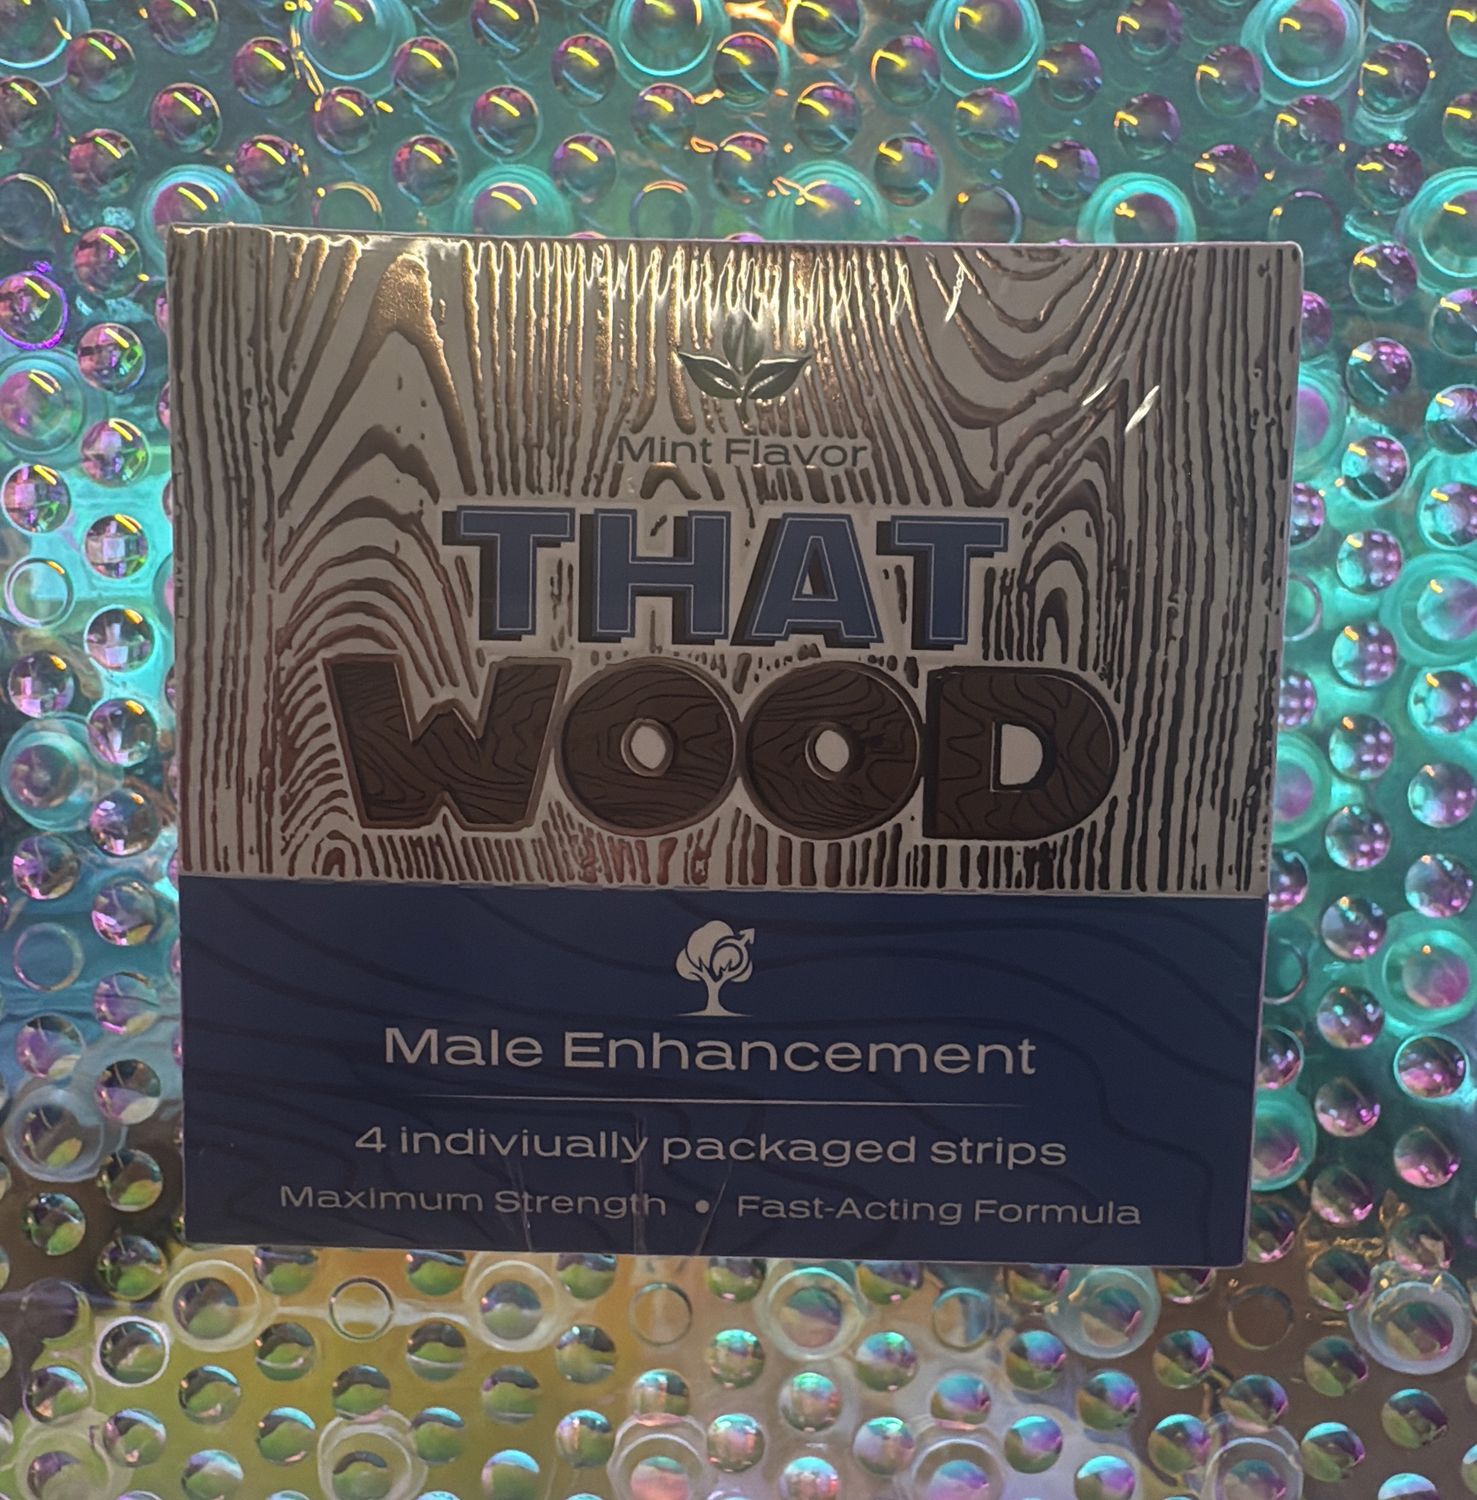 Mint Flavor
THAT
WOOD
Male Enhancement
4 indiviually packaged strips
Maximum Strength • Fast-Acting Formula